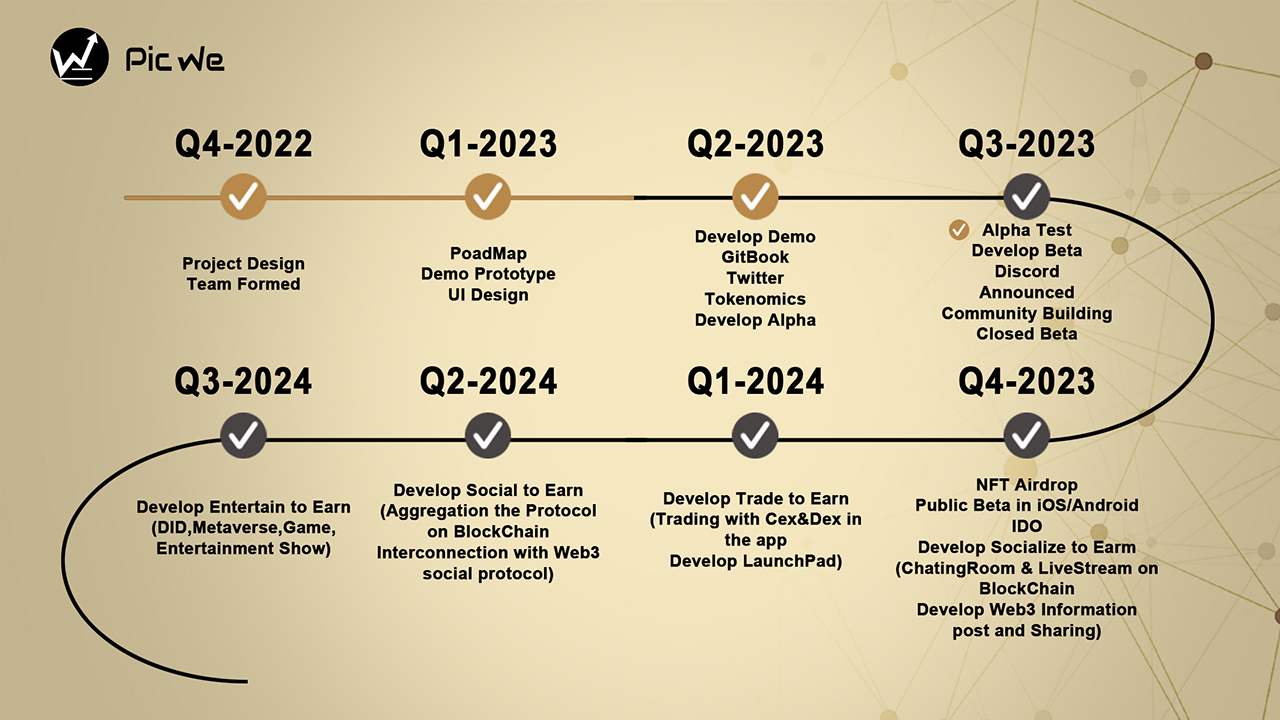 Pic We
Q4-2022
Project Design
Team Formed
Q1-2023
PoadMap
Demo Prototype
UI Design
Q2-2023
Develop Demo
GitBook
Twitter
Tokenomics
Develop Alpha
Q3-2023
Alpha Test
Develop Beta
Discord
Announced
Community Building
Closed Beta
Q4-2023
NFT Airdrop
Public Beta in iOS/Android
IDO
Develop Socialize to Earm
(ChatingRoom & LiveStream on
BlockChain
Develop Web3 Information
post and Sharing)
Q1-2024
Develop Trade to Earn
(Trading with Cex&Dex in
the app
Develop LaunchPad)
Q2-2024
Develop Social to Earn
(Aggregation the Protocol
on BlockChain
Interconnection with Web3
social protocol)
Q3-2024
Develop Entertain to Earn
(DID,Metaverse,Game,
Entertainment Show)